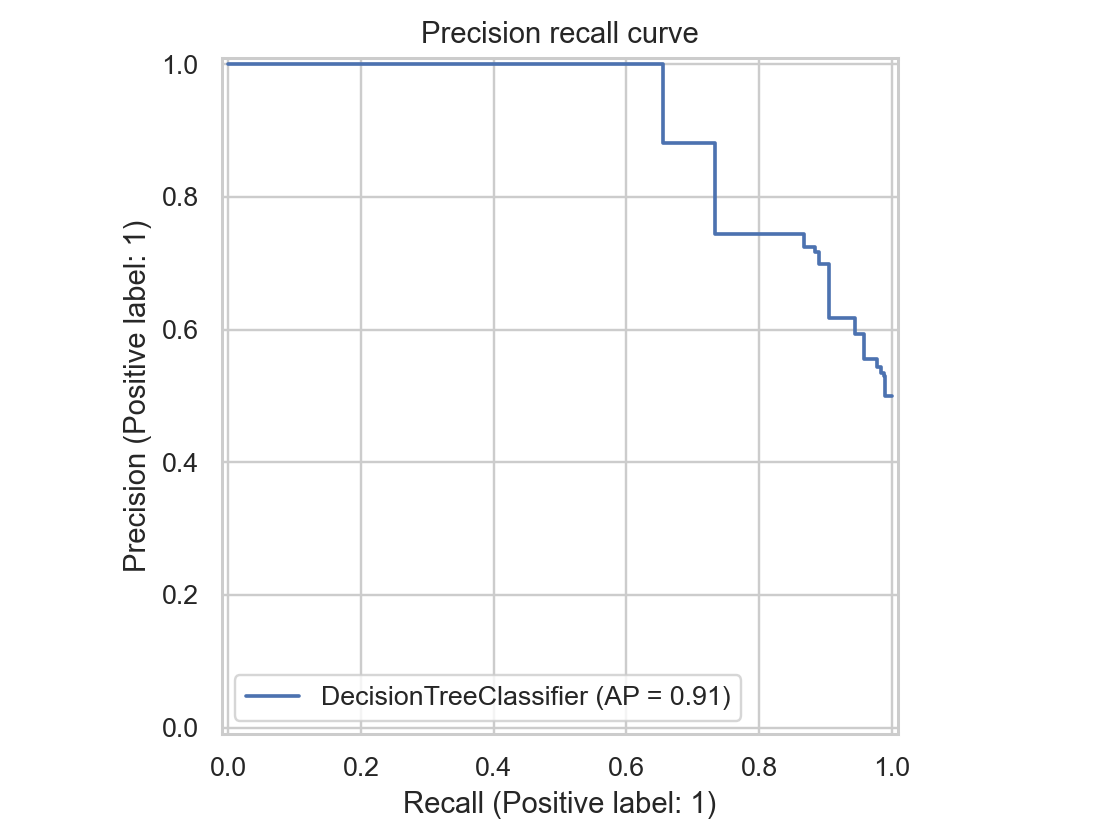 Precision recall curve
1.0
0.8
0.6
0.4
0.2
0.0
Precision (Positive label: 1)
DecisionTreeClassifier (AP = 0.91)
0.0 0.2 0.4 0.6 0.8 1.0
Recall (Positive label: 1)